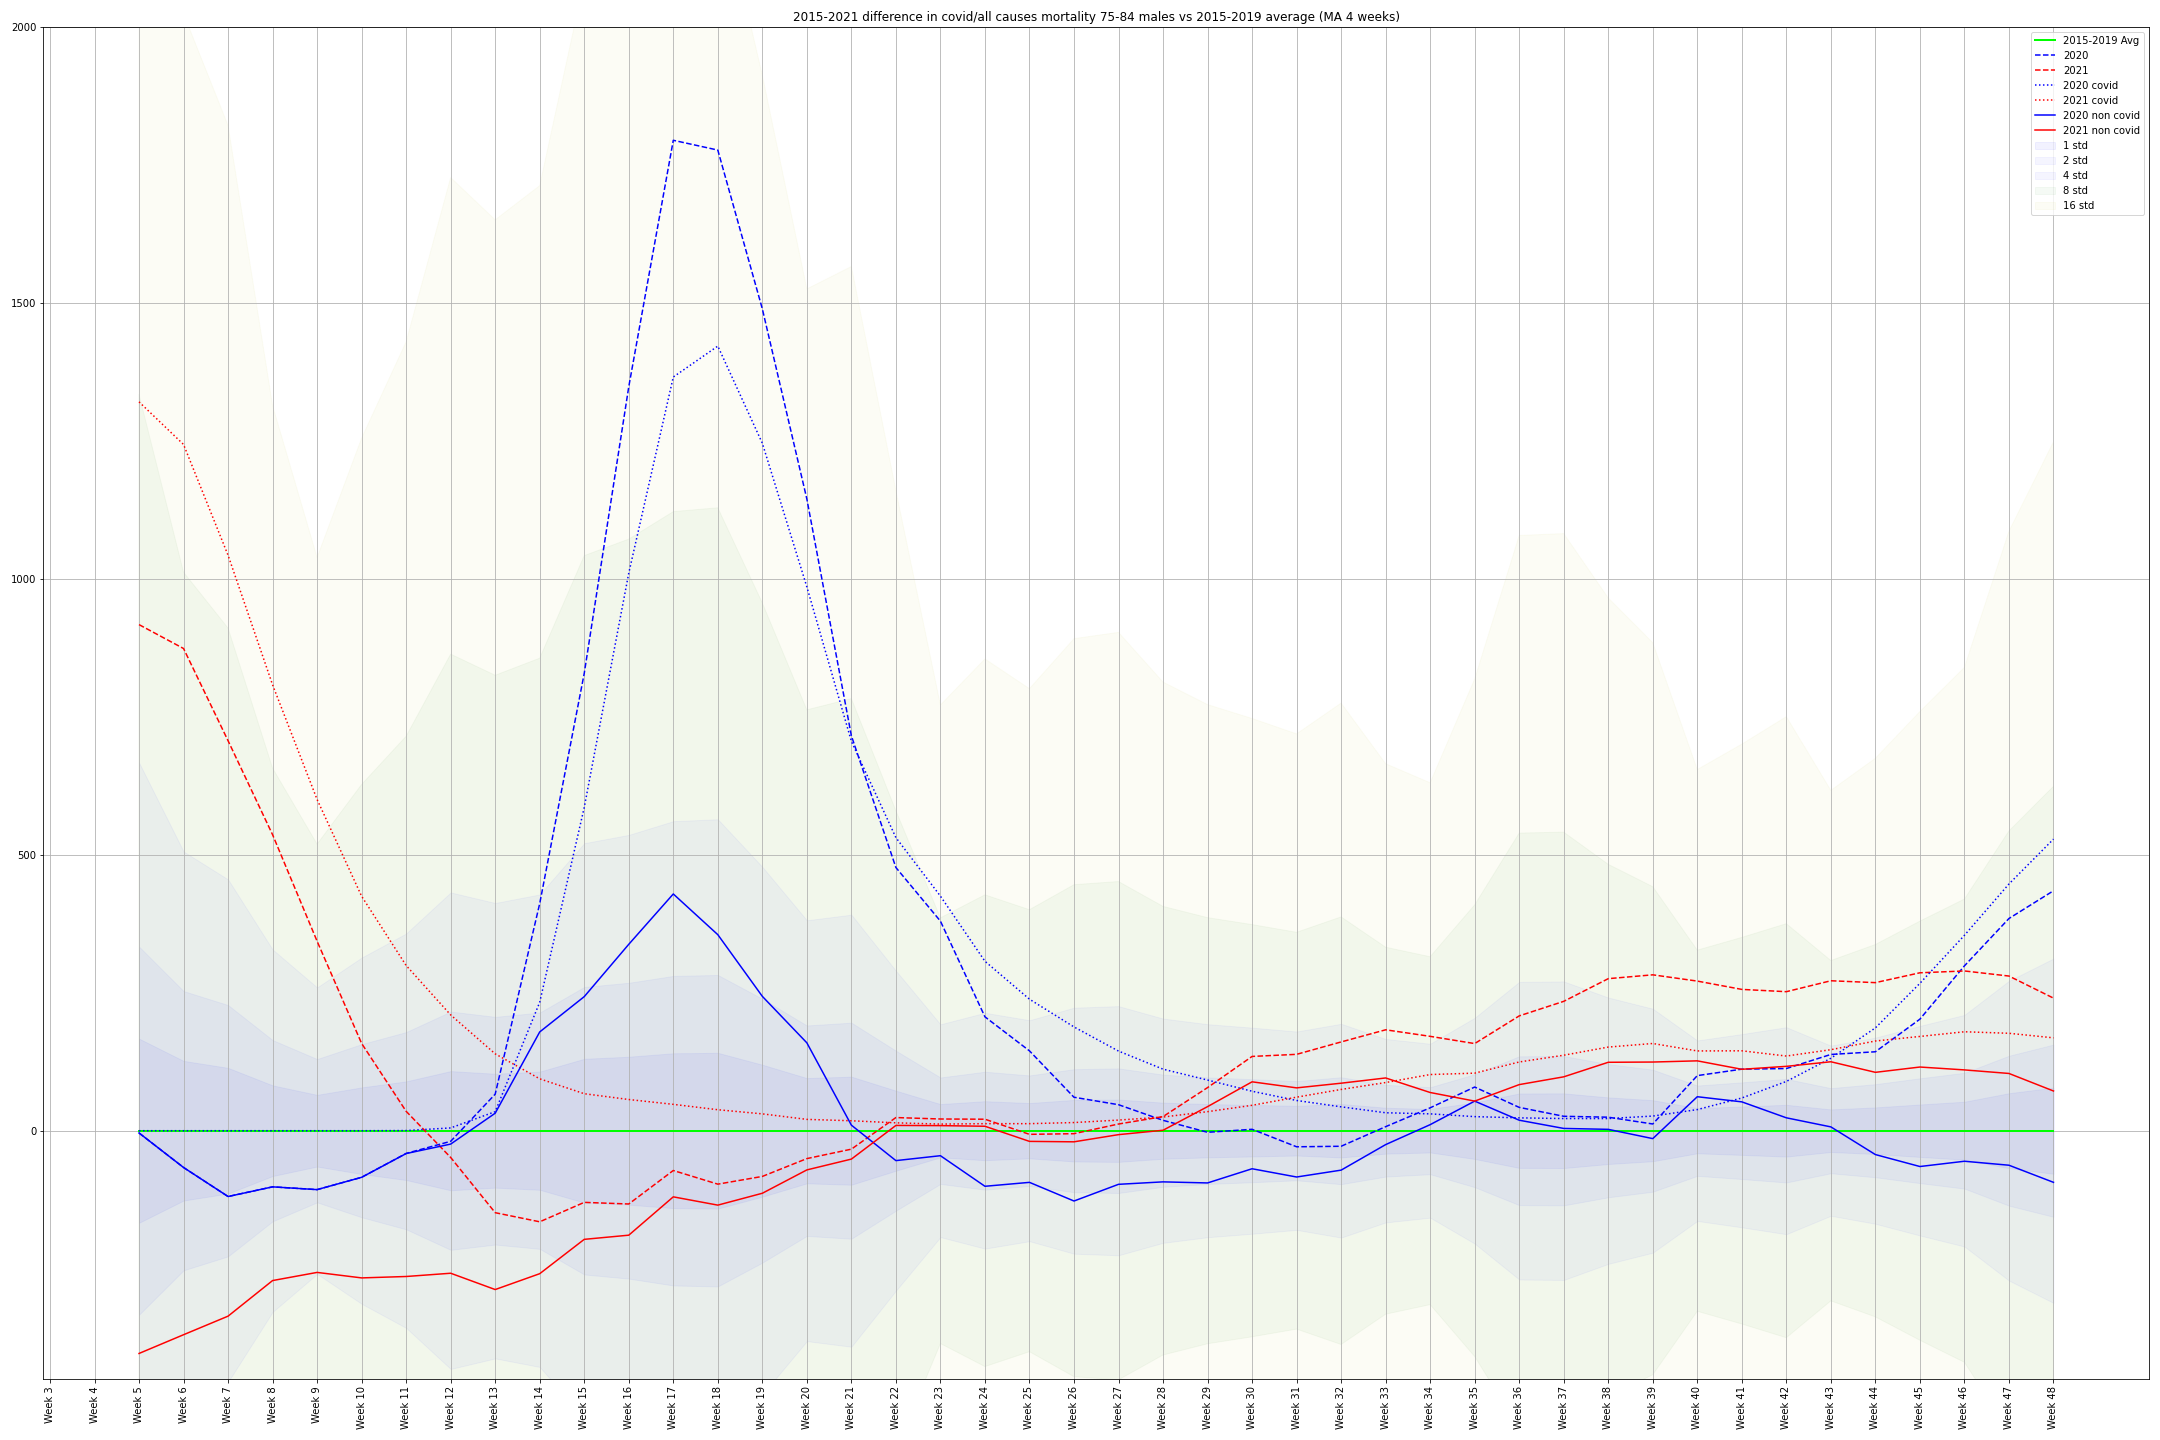 2015-2021 difference in covid/all causes mortality 75-84 males vs 2015-2019 average (MA 4 weeks)
2000
1500
1000
500
0
2015-2019 Avg
2020
2021
2020 covid
2021 covid
2020 non covid
2021 non covid
1 std
2 std
4 std
8 std
16 std
Week 3
Week 4
Week 5
Week 6
Week 7
Week 8
Week 9
Week 10
Week 11
Week 12
Week 13
Week 14
Week 15
Week 16
Week 17
Week 18
Week 19
Week 20
Week 21
Week 22
Week 23
Week 24
Week 25
Week 26
Week 27
Week 28
Week 29
Week 30
Week 31
Week 32
Week 33
Week 34
Week 35
Week 36
Week 37
Week 38
Week 39
Week 40
Week 41
Week 42
Week 43
Week 44
Week 45
Week 46
Week 47
Week 48